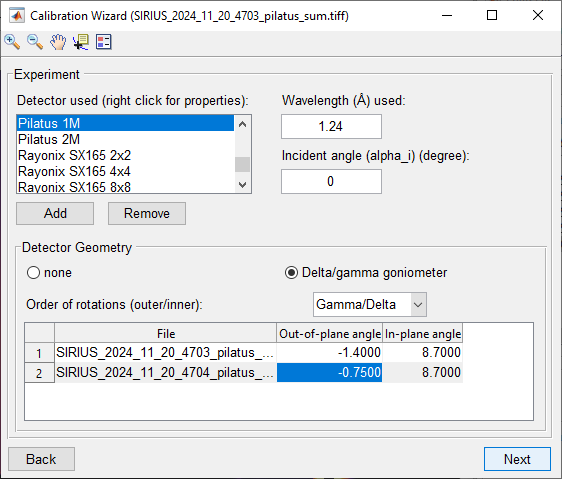 Calibration Wizard (SIRIUS_2024_11_20_4703_pilatus_sum.tiff)
Experiment
Detector used (right click for properties):
Pilatus 1M
Pilatus 2M
Rayonix SX165 2x2
Rayonix SX165 4x4
Rayonix SX165 8x8
Add
Remove
Wavelength (Å) used:
1.24
Incident angle (alpha_i) (degree):
0
Detector Geometry
none
Delta/gamma goniometer
Order of rotations (outer/inner):
Gamma/Delta
File Out-of-plane angle In-plane angle
1 SIRIUS_2024_11_20_4703_pilatus_... -1.4000 8.7000
2 SIRIUS_2024_11_20_4704_pilatus_... -0.7500 8.7000
Back
Next